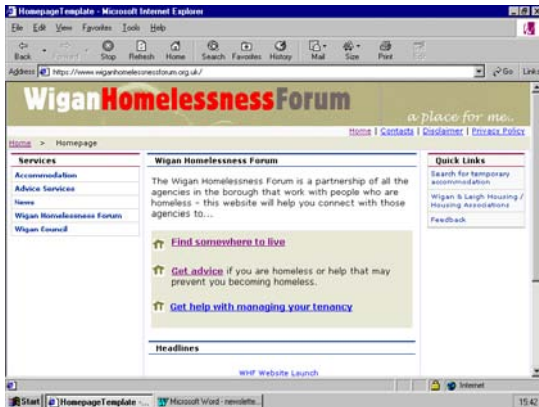 HomepageTemplate - Microsoft Internet Explorer
File Edit View Favorites Tools Help
Back Forward Stop Refresh Home Search Favorites History Mail Size Print Edit
Address https://www.wiganhomelessnessforum.org.uk/ Go Links
WiganHomelessnessForum
a place for me..
Home | Contacts | Disclaimer | Privacy Policy
Home > Homepage
Services
Accommodation
Advice Services
News
Wigan Homelessness Forum
Wigan Council
Wigan Homelessness Forum
The Wigan Homelessness Forum is a partnership of all the
agencies in the borough that work with people who are
homeless - this website will help you connect with those
agencies to...
Find somewhere to live
Get advice if you are homeless or help that may
prevent you becoming homeless.
Get help with managing your tenancy
Headlines
WHF Website Launch
Quick Links
Search for temporary
accommodation
Wigan & Leigh Housing /
Housing Associations
Feedback
Internet
Start HomepageTemplate -... Microsoft Word - newslette... 15:42